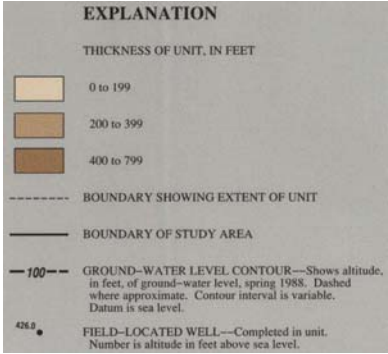 EXPLANATION
THICKNESS OF UNIT, IN FEET
0 to 199
200 to 399
400 to 799
BOUNDARY SHOWING EXTENT OF UNIT
BOUNDARY OF STUDY AREA
—100–– GROUND–WATER LEVEL CONTOUR––Shows altitude,
in feet, of ground–water level, spring 1988. Dashed
where approximate. Contour interval is variable.
Datum is sea level.
426.0 FIELD–LOCATED WELL––Completed in unit.
Number is altitude in feet above sea level.